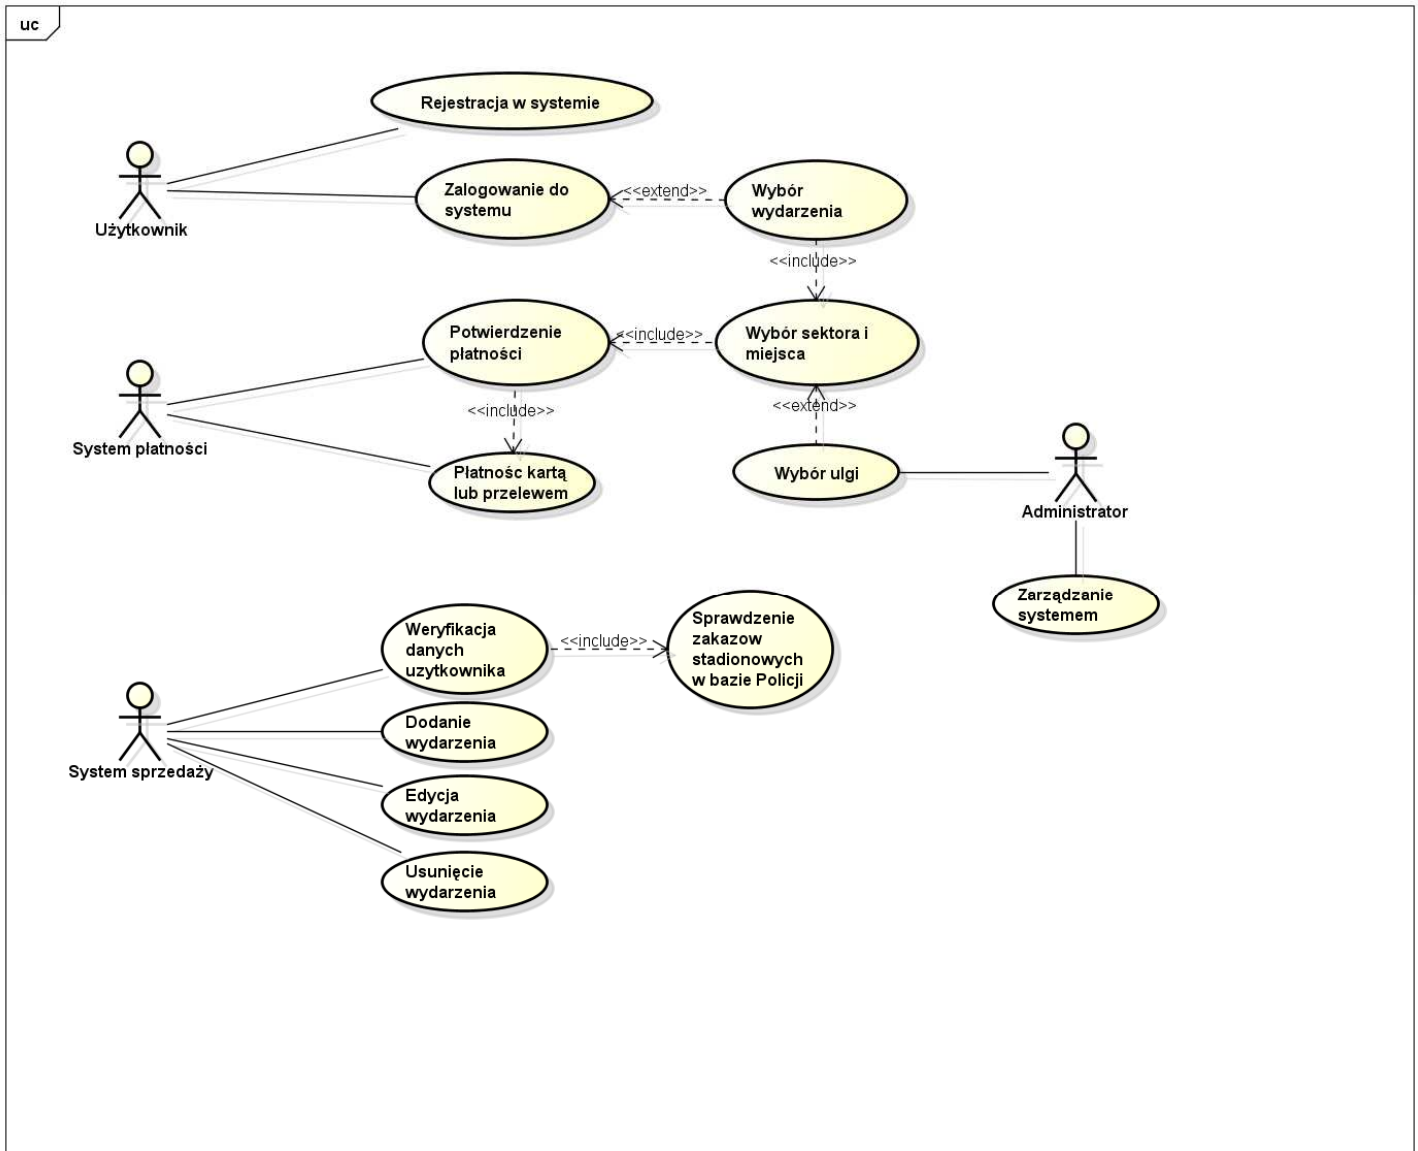 uc
Rejestracja w systemie
Użytkownik
Zalogowanie do
systemu
<<extend>>
Wybór
wydarzenia
<<include>>
Potwierdzenie
płatności
<<include>>
Wybór sektora i
miejsca
System płatności
<<include>>
<<extend>>
Płatnośc kartą
lub przelewem
Wybór ulgi
Administrator
Zarządzanie
systemem
Weryfikacja
danych
uzytkownika
<<include>>
Sprawdzenie
zakazow
stadionowych
w bazie Policji
System sprzedaży
Dodanie
wydarzenia
Edycja
wydarzenia
Usunięcie
wydarzenia